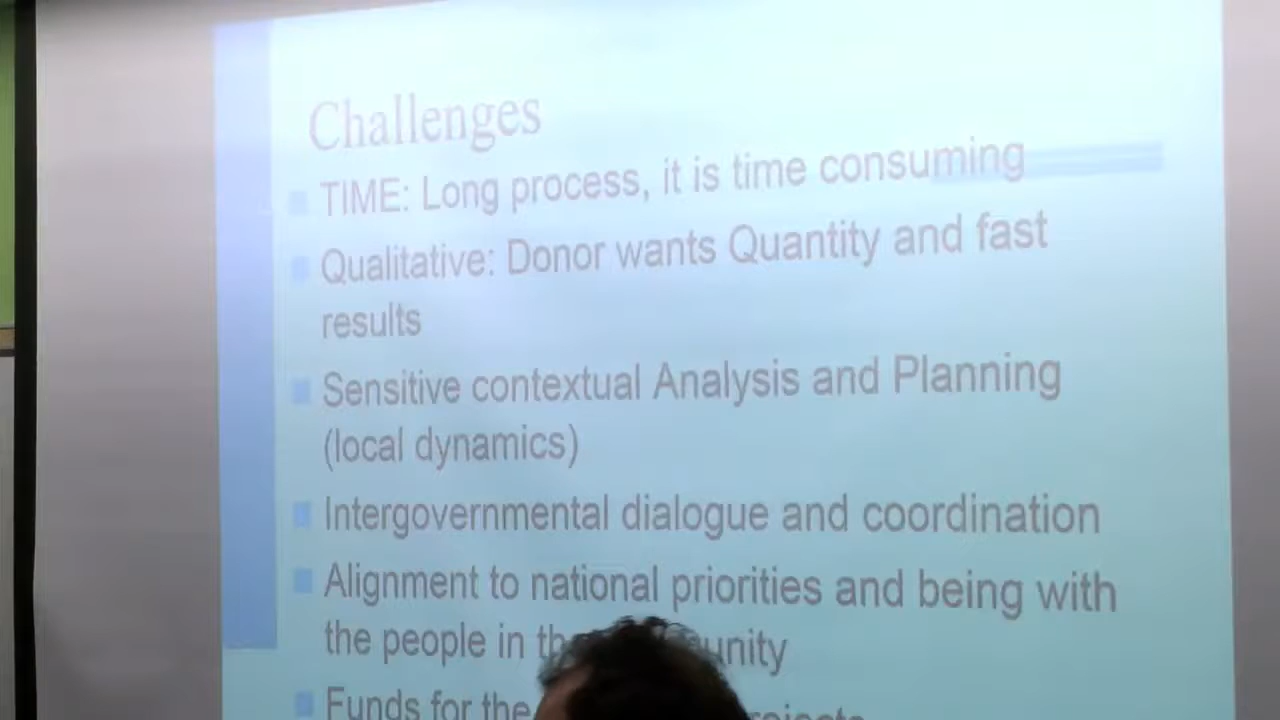 Challenges
TIME: Long process, it is time consuming
Qualitative: Donor wants Quantity and fast
results
Sensitive contextual Analysis and Planning
(local dynamics)
Intergovernmental dialogue and coordination
Alignment to national priorities and being with
the people in
Funds for the